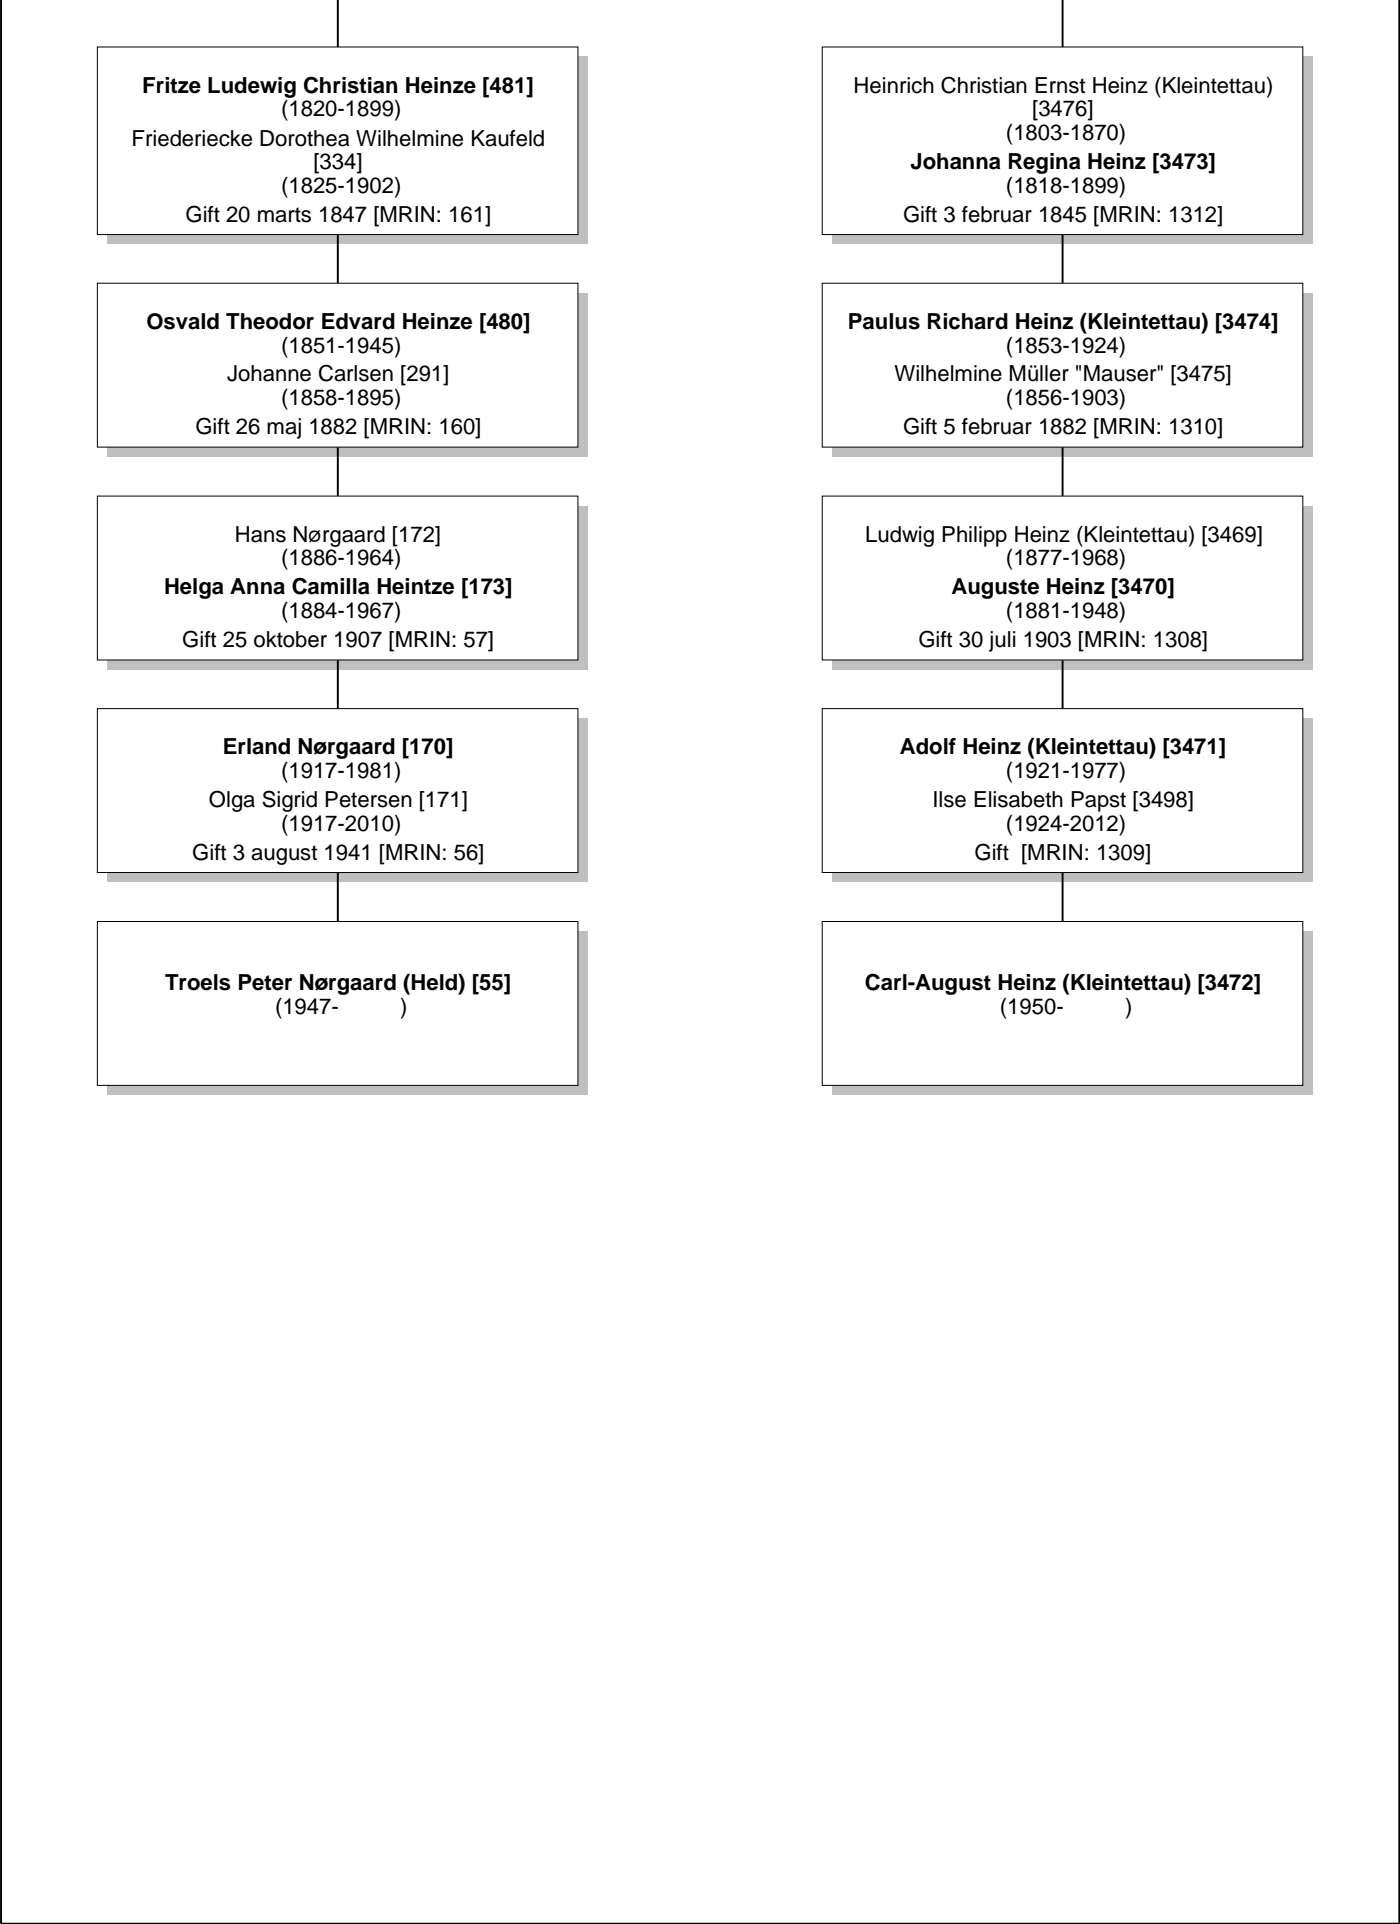 Fritze Ludewig Christian Heinze [481]
(1820-1899)
Friederiecke Dorothea Wilhelmine Kaufeld
[334]
(1825-1902)
Gift 20 marts 1847 [MRIN: 161]
Heinrich Christian Ernst Heinz (Kleintettau)
[3476]
(1803-1870)
Johanna Regina Heinz [3473]
(1818-1899)
Gift 3 februar 1845 [MRIN: 1312]
Osvald Theodor Edvard Heinze [480]
(1851-1945)
Johanne Carlsen [291]
(1858-1895)
Gift 26 maj 1882 [MRIN: 160]
Paulus Richard Heinz (Kleintettau) [3474]
(1853-1924)
Wilhelmine Müller "Mauser" [3475]
(1856-1903)
Gift 5 februar 1882 [MRIN: 1310]
Hans Nørgaard [172]
(1886-1964)
Helga Anna Camilla Heintze [173]
(1884-1967)
Gift 25 oktober 1907 [MRIN: 57]
Ludwig Philipp Heinz (Kleintettau) [3469]
(1877-1968)
Auguste Heinz [3470]
(1881-1948)
Gift 30 juli 1903 [MRIN: 1308]
Erland Nørgaard [170]
(1917-1981)
Olga Sigrid Petersen [171]
(1917-2010)
Gift 3 august 1941 [MRIN: 56]
Adolf Heinz (Kleintettau) [3471]
(1921-1977)
Ilse Elisabeth Papst [3498]
(1924-2012)
Gift  [MRIN: 1309]
Troels Peter Nørgaard (Held) [55]
(1947-          )
Carl-August Heinz (Kleintettau) [3472]
(1950-          )